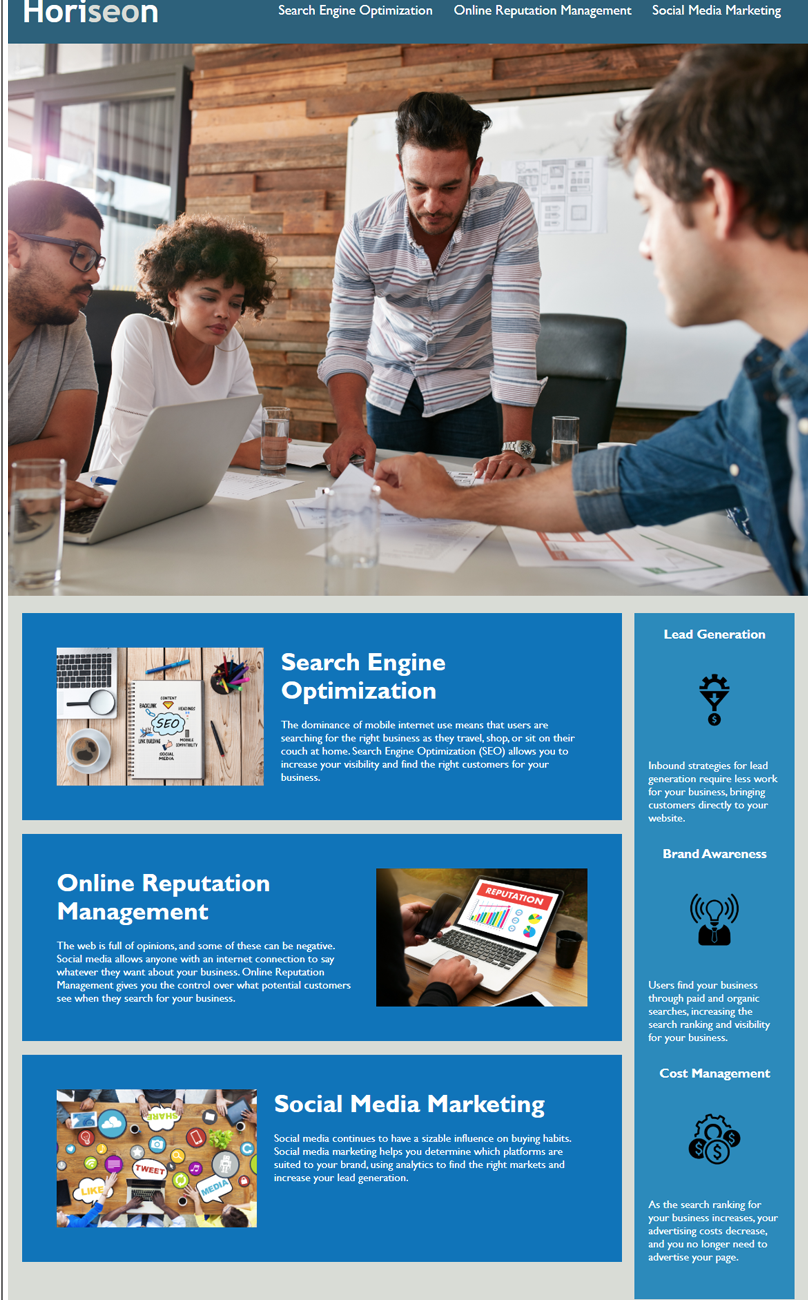 Horiseon
Search Engine Optimization
Online Reputation Management
Social Media Marketing
Search Engine
Optimization
The dominance of mobile internet use means that users are
searching for the right business as they travel, shop, or sit on their
couch at home. Search Engine Optimization (SEO) allows you to
increase your visibility and find the right customers for your
business.
CONTENT
BACKLINK
HEADINGS
SEO
LINK BUILDING
MOBILE
COMPATIBILITY
SOCIAL
MEDIA
Online Reputation
Management
The web is full of opinions, and some of these can be negative.
Social media allows anyone with an internet connection to say
whatever they want about your business. Online Reputation
Management gives you the control over what potential customers
see when they search for your business.
REPUTATION
Social Media Marketing
Social media continues to have a sizable influence on buying habits.
Social media marketing helps you determine which platforms are
suited to your brand, using analytics to find the right markets and
increase your lead generation.
SHARE
TWEET
LIKE
MEDIA
Lead Generation
$
Inbound strategies for lead
generation require less work
for your business, bringing
customers directly to your
website.
Brand Awareness
Users find your business
through paid and organic
searches, increasing the
search ranking and visibility
for your business.
Cost Management
$ $ $
As the search ranking for
your business increases, your
advertising costs decrease,
and you no longer need to
advertise your page.